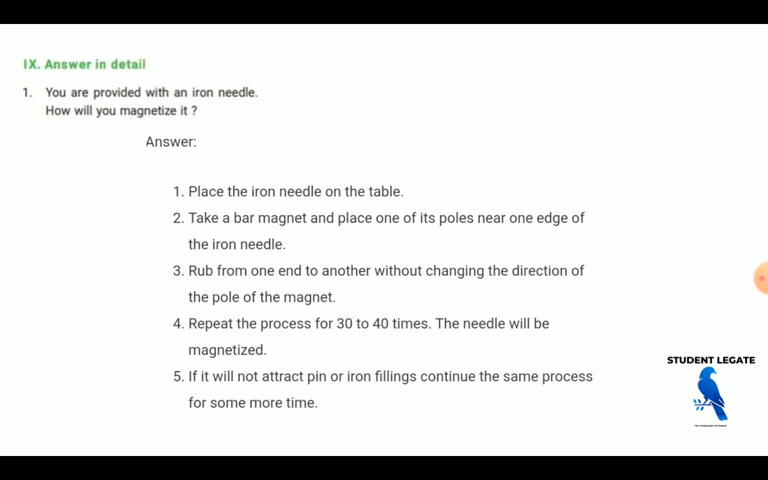 IX. Answer in detail
1. You are provided with an iron needle.
How will you magnetize it ?
Answer:
1. Place the iron needle on the table.
2. Take a bar magnet and place one of its poles near one edge of
the iron needle.
3. Rub from one end to another without changing the direction of
the pole of the magnet.
4. Repeat the process for 30 to 40 times. The needle will be
magnetized.
5. If it will not attract pin or iron fillings continue the same process
for some more time.
STUDENT LEGATE